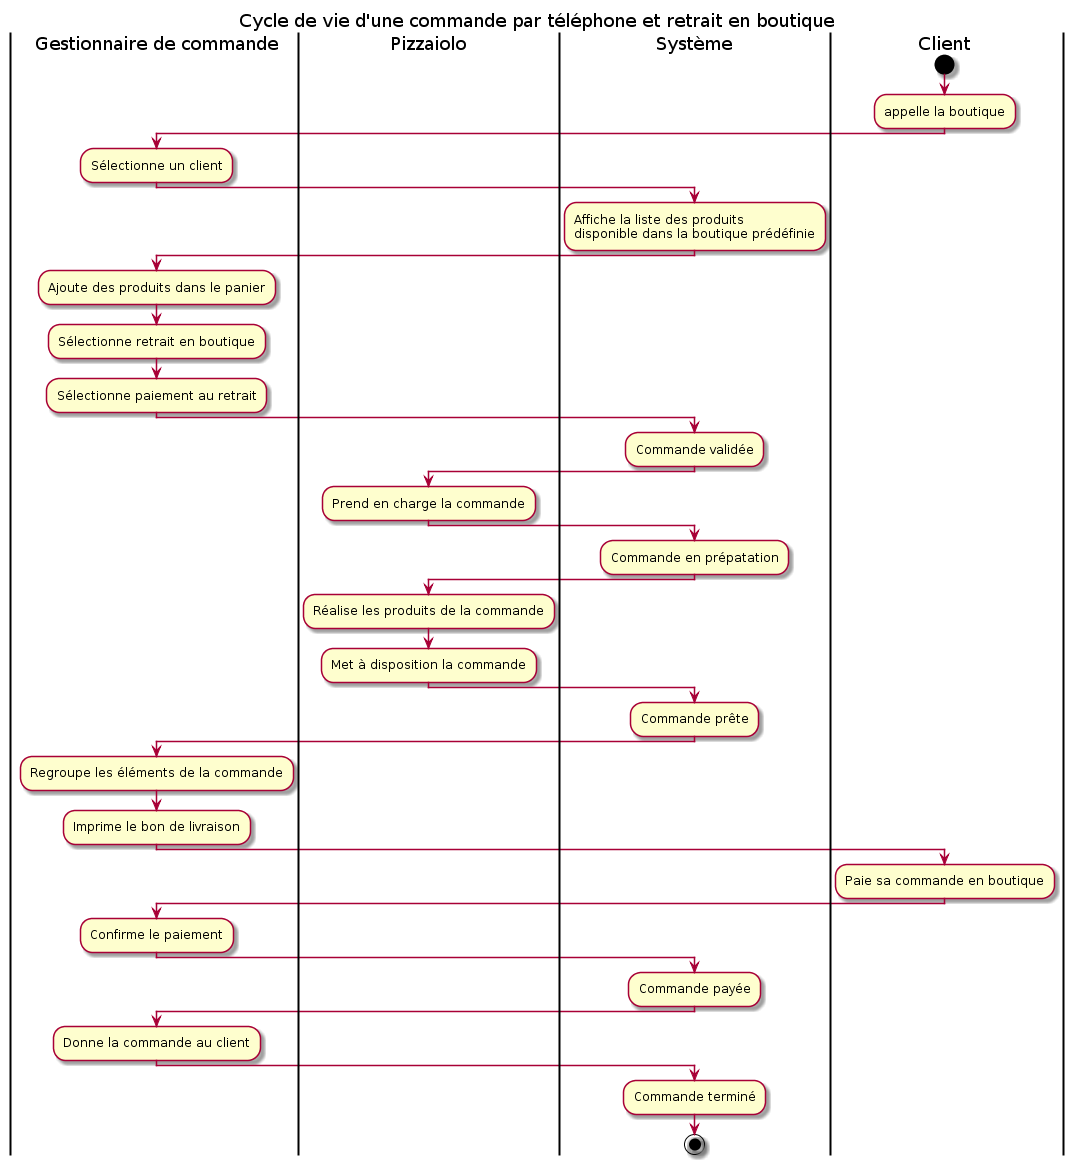 Cycle de vie d'une commande par téléphone et retrait en boutique
Gestionnaire de commande
Pizzaiolo
Système
Client
appelle la boutique
Sélectionne un client
Affiche la liste des produits
disponible dans la boutique prédéfinie
Ajoute des produits dans le panier
Sélectionne retrait en boutique
Sélectionne paiement au retrait
Commande validée
Prend en charge la commande
Commande en prépatation
Réalise les produits de la commande
Met à disposition la commande
Commande prête
Regroupe les éléments de la commande
Imprime le bon de livraison
Paie sa commande en boutique
Confirme le paiement
Commande payée
Donne la commande au client
Commande terminé